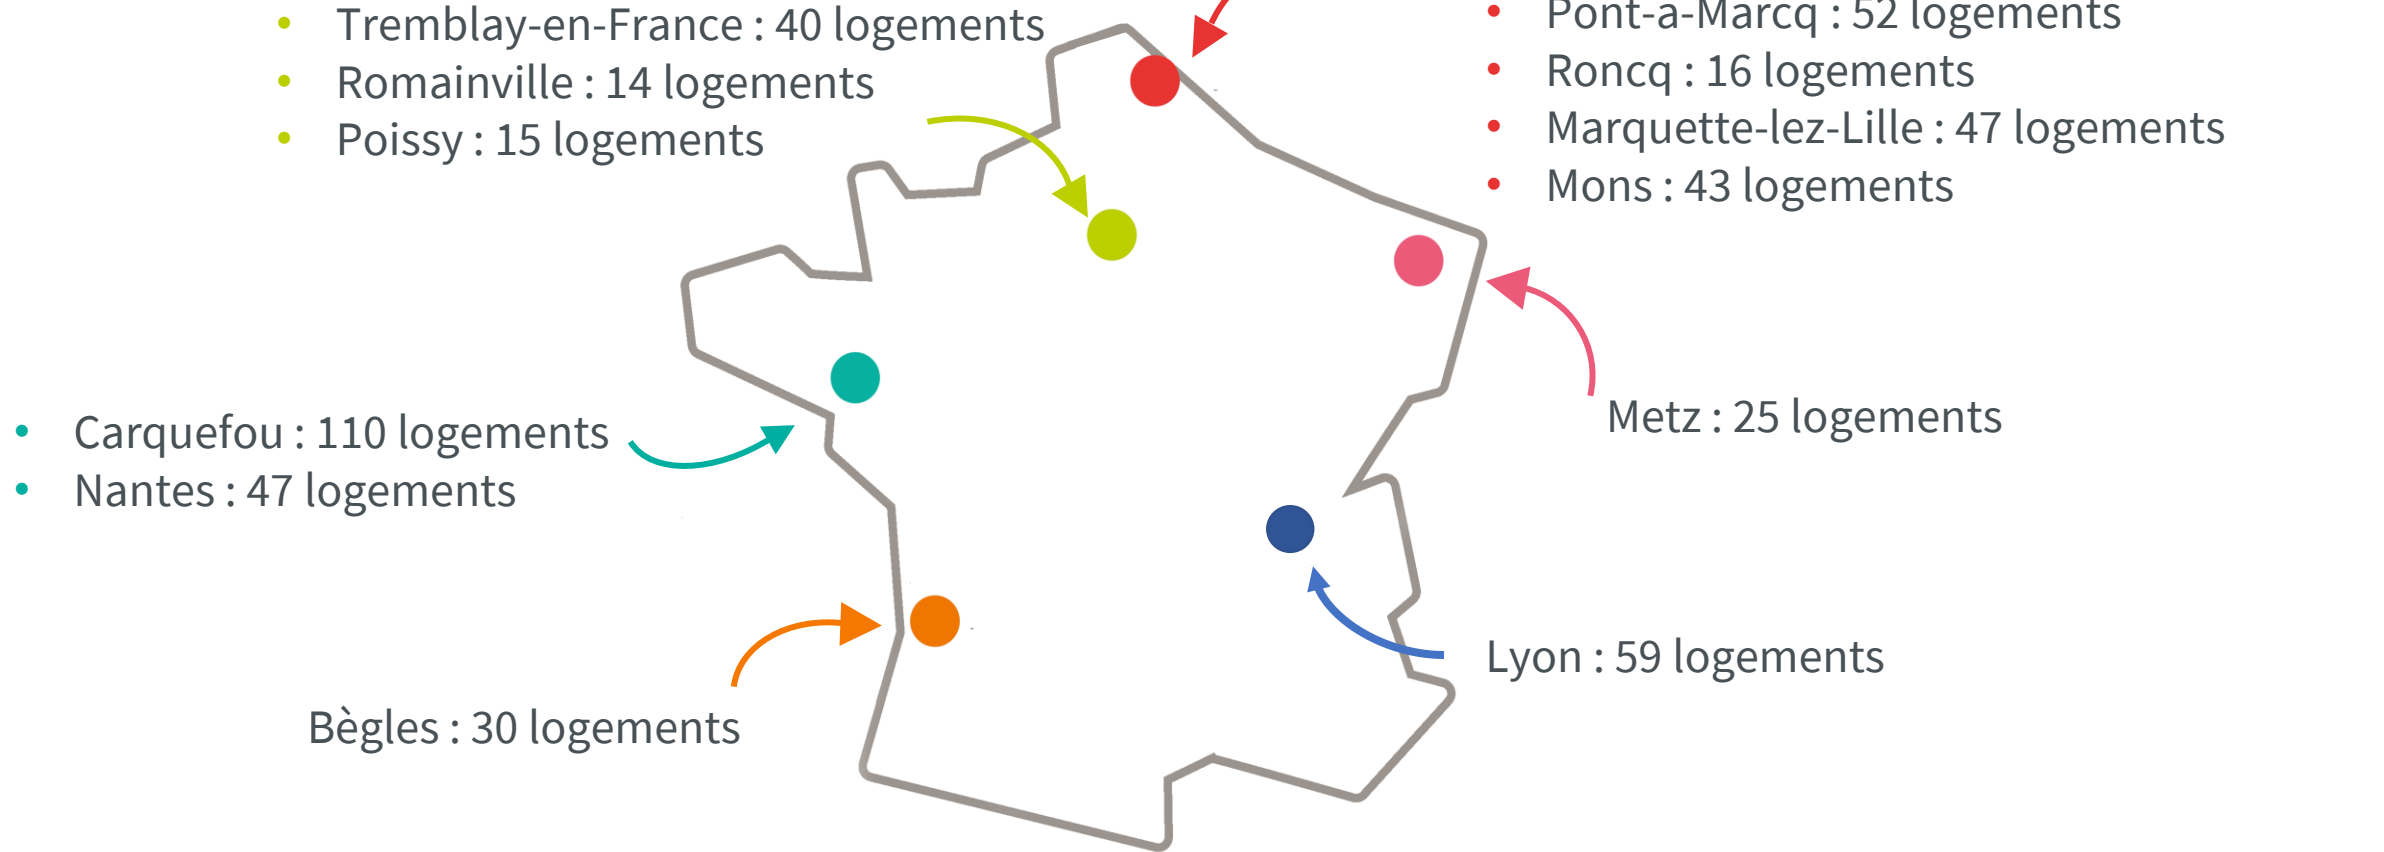 Tremblay-en-France : 40 logements
Romainville : 14 logements
Poissy : 15 logements
Pont-a-Marcq : 52 logements
Roncq : 16 logements
Marquette-lez-Lille : 47 logements
Mons : 43 logements
Carquefou : 110 logements
Nantes : 47 logements
Metz : 25 logements
Lyon : 59 logements
Bègles : 30 logements